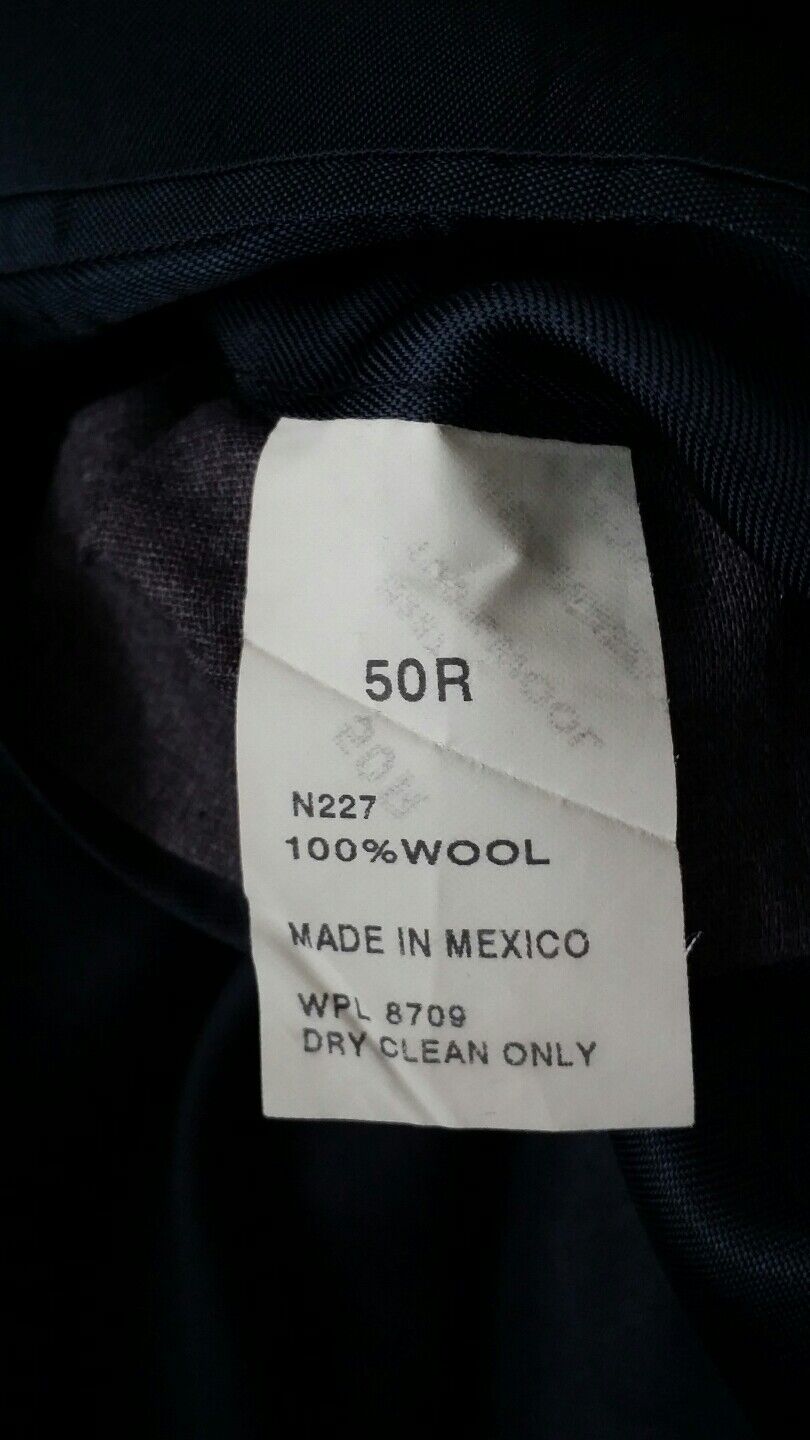 50R
N227
100%WOOL
MADE IN MEXICO
WPL 8709
DRY CLEAN ONLY